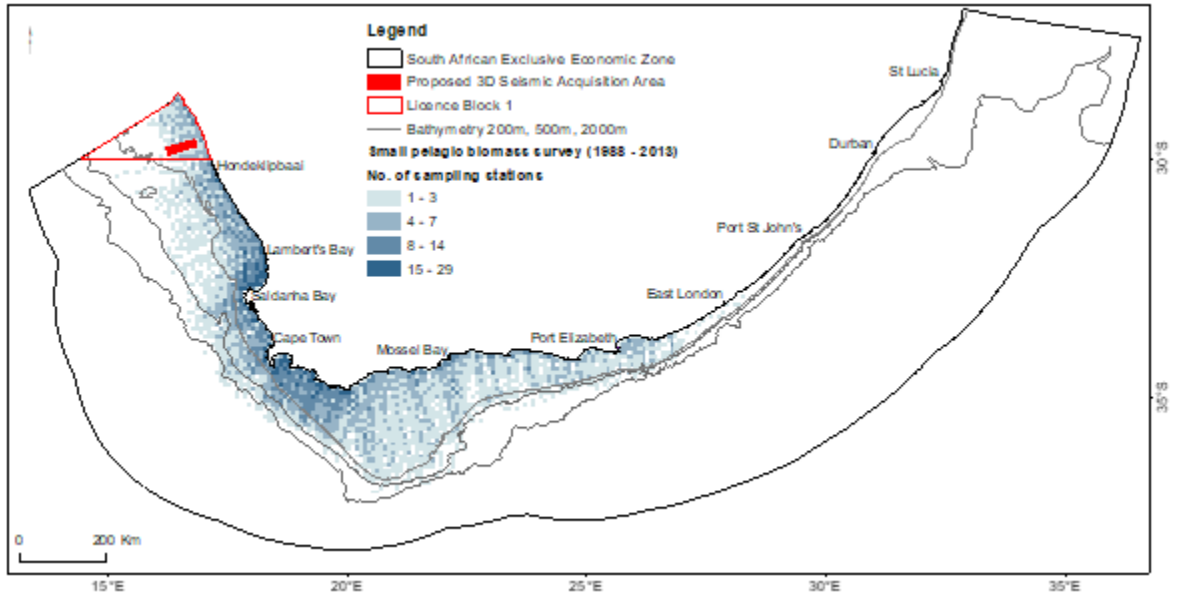 Legend
South African Exclusive Economic Zone
Proposed 3D Seismic Acquisition Area
Licence Block 1
Bathymetry 200m, 500m, 2000m
Small pelagic biomass survey (1988 - 2013)
No. of sampling stations
1 - 3
4 - 7
8 - 14
15 - 29
St Lucia
Durban
Hondeklipbaai
Port St John's
Lambert's Bay
Saldanha Bay
East London
Cape Town
Mossel Bay
Port Elizabeth
30°S
35°S
0 200 Km
15°E 20°E 25°E 30°E 35°E